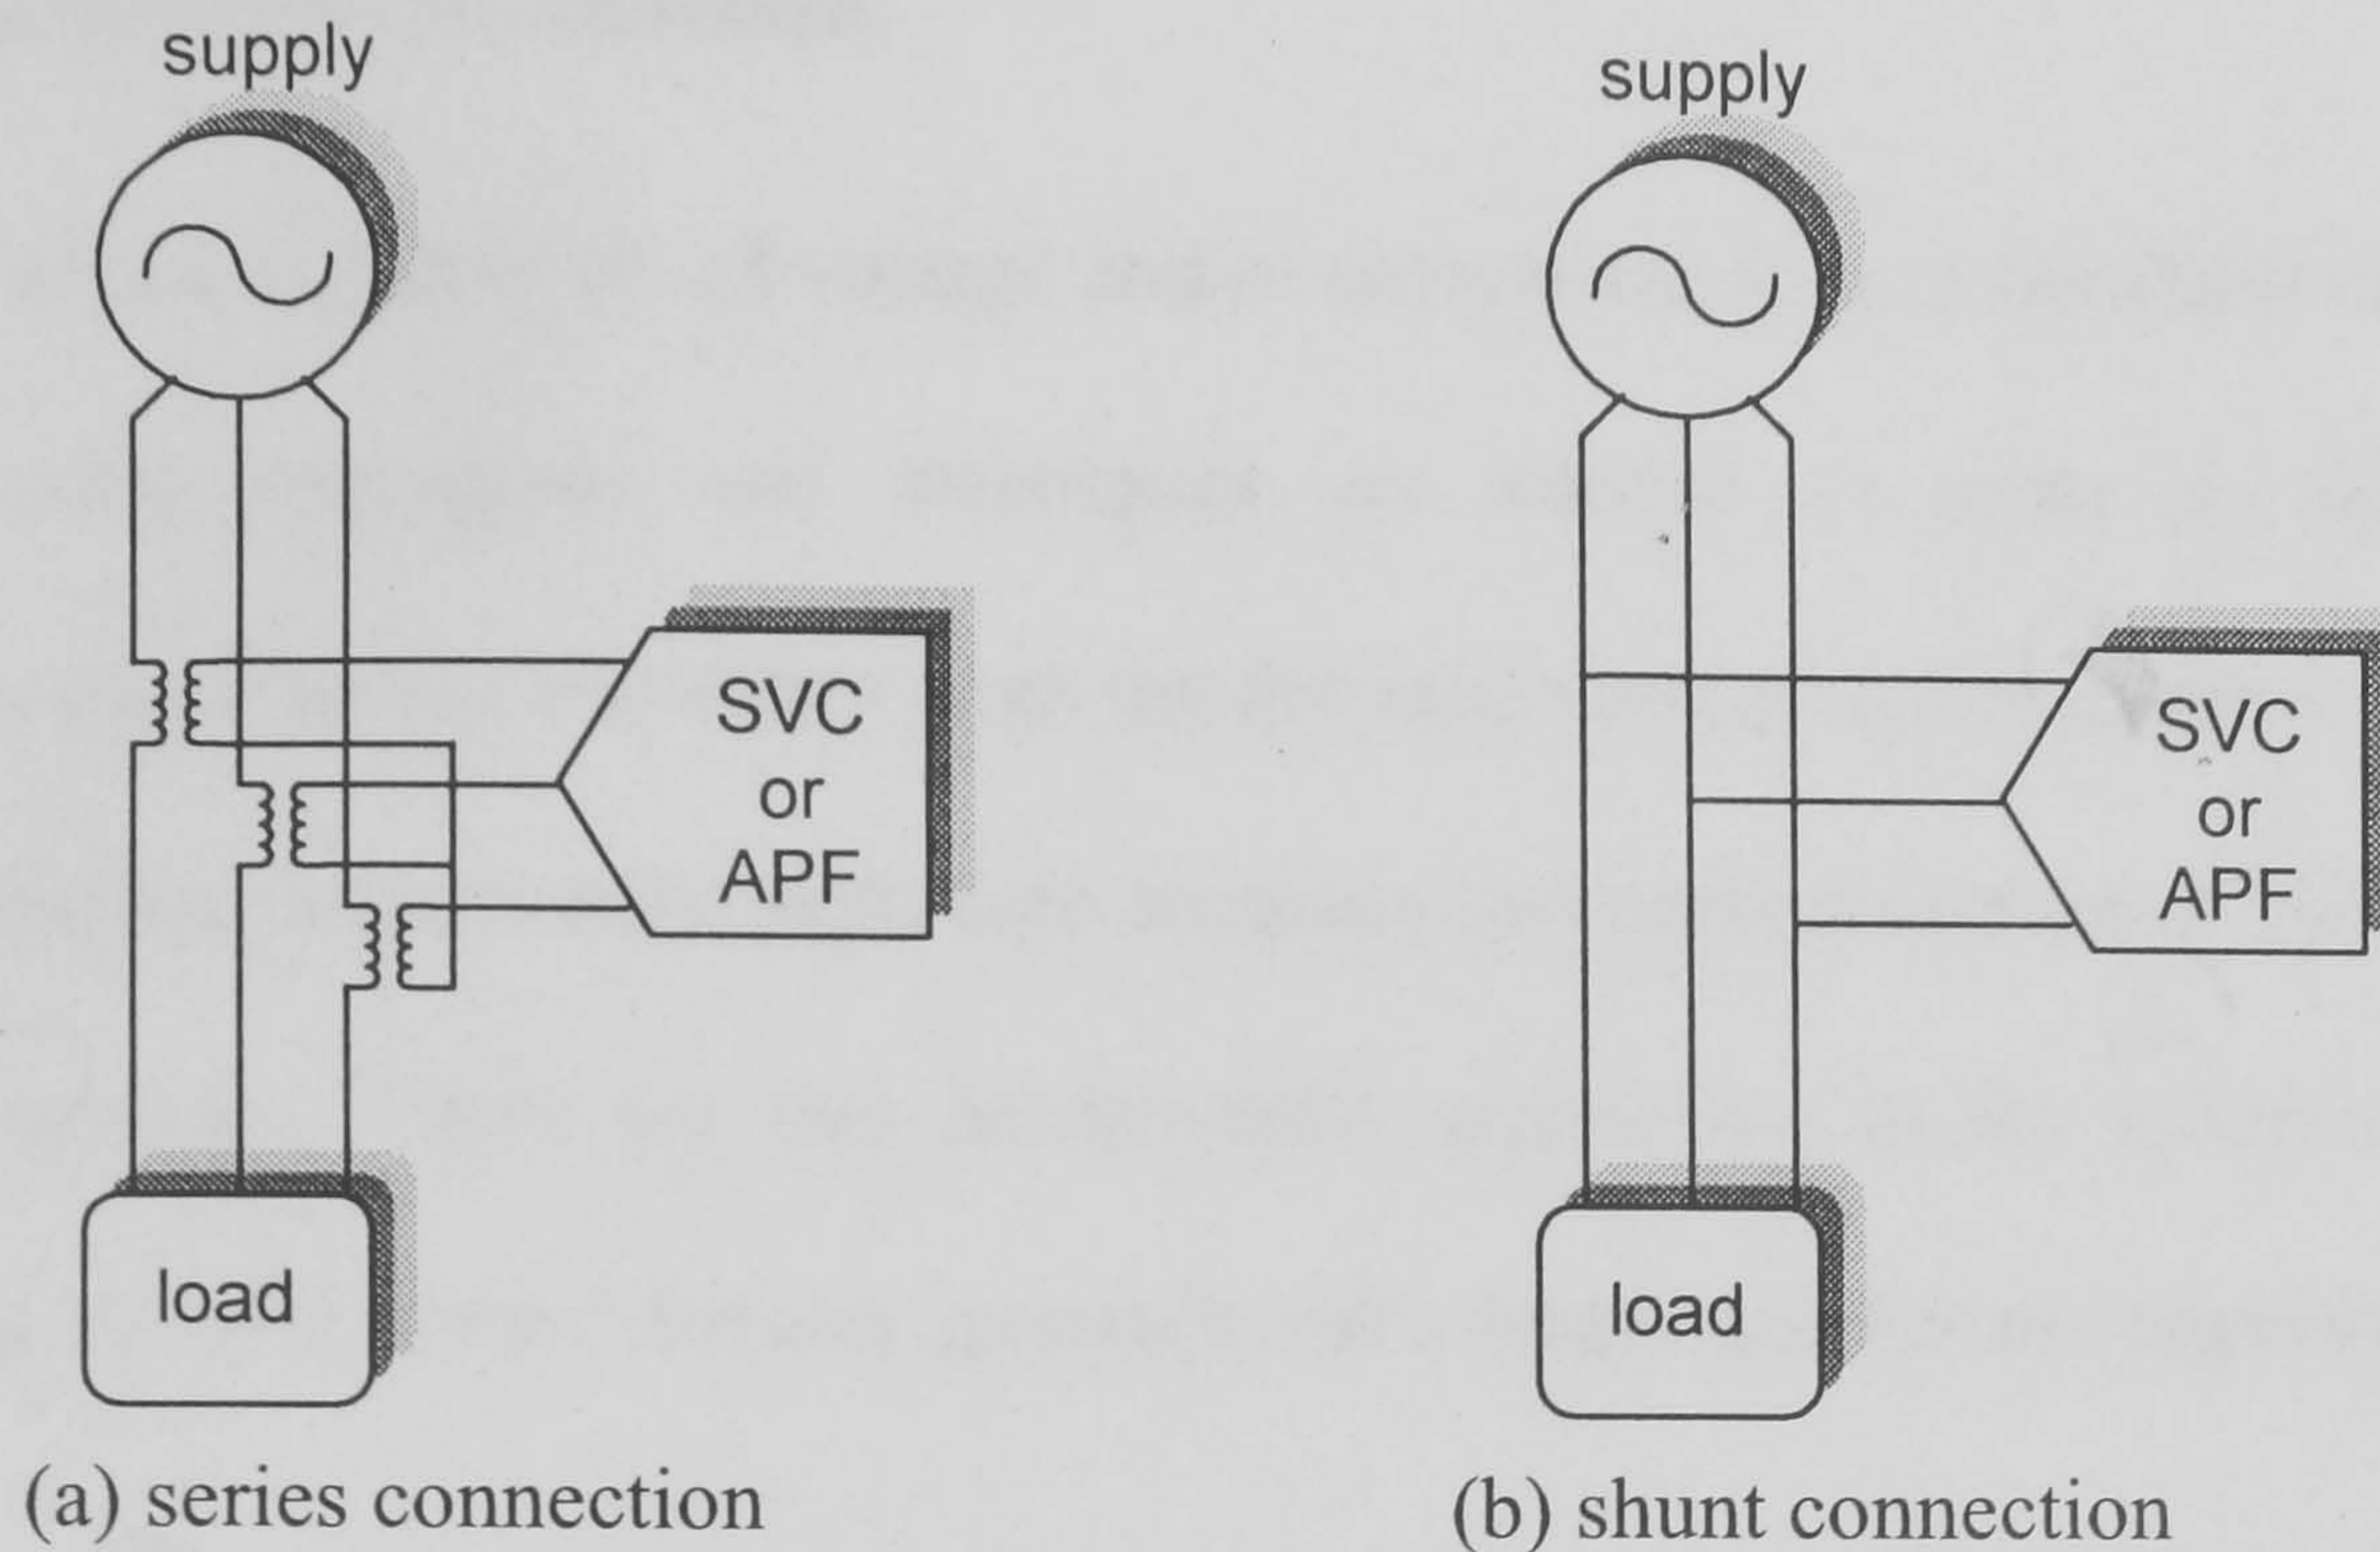 supply
SVC
or
APF
load
(a) series connection
supply
SVC
or
APF
load
(b) shunt connection